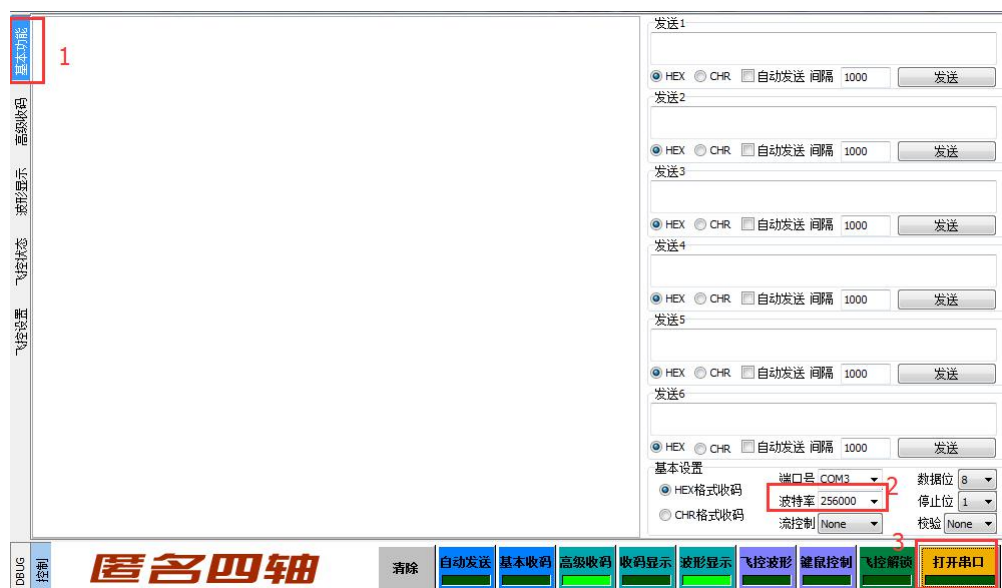 基本功能
1
高级收码
波形显示
飞控状态
飞控设置
发送1
HEX CHR 自动发送 间隔 1000 发送
发送2
HEX CHR 自动发送 间隔 1000 发送
发送3
HEX CHR 自动发送 间隔 1000 发送
发送4
HEX CHR 自动发送 间隔 1000 发送
发送5
HEX CHR 自动发送 间隔 1000 发送
发送6
HEX CHR 自动发送 间隔 1000 发送
基本设置
HEX格式收码
CHR格式收码
端口号 COM3
波特率 256000
2
流控制 None
数据位 8
停止位 1
校验 None
3
DBUG
控制
匿名四轴
清除 自动发送 基本收码 高级收码 收码显示 波形显示 飞控波形 键鼠控制 飞控解锁 打开串口